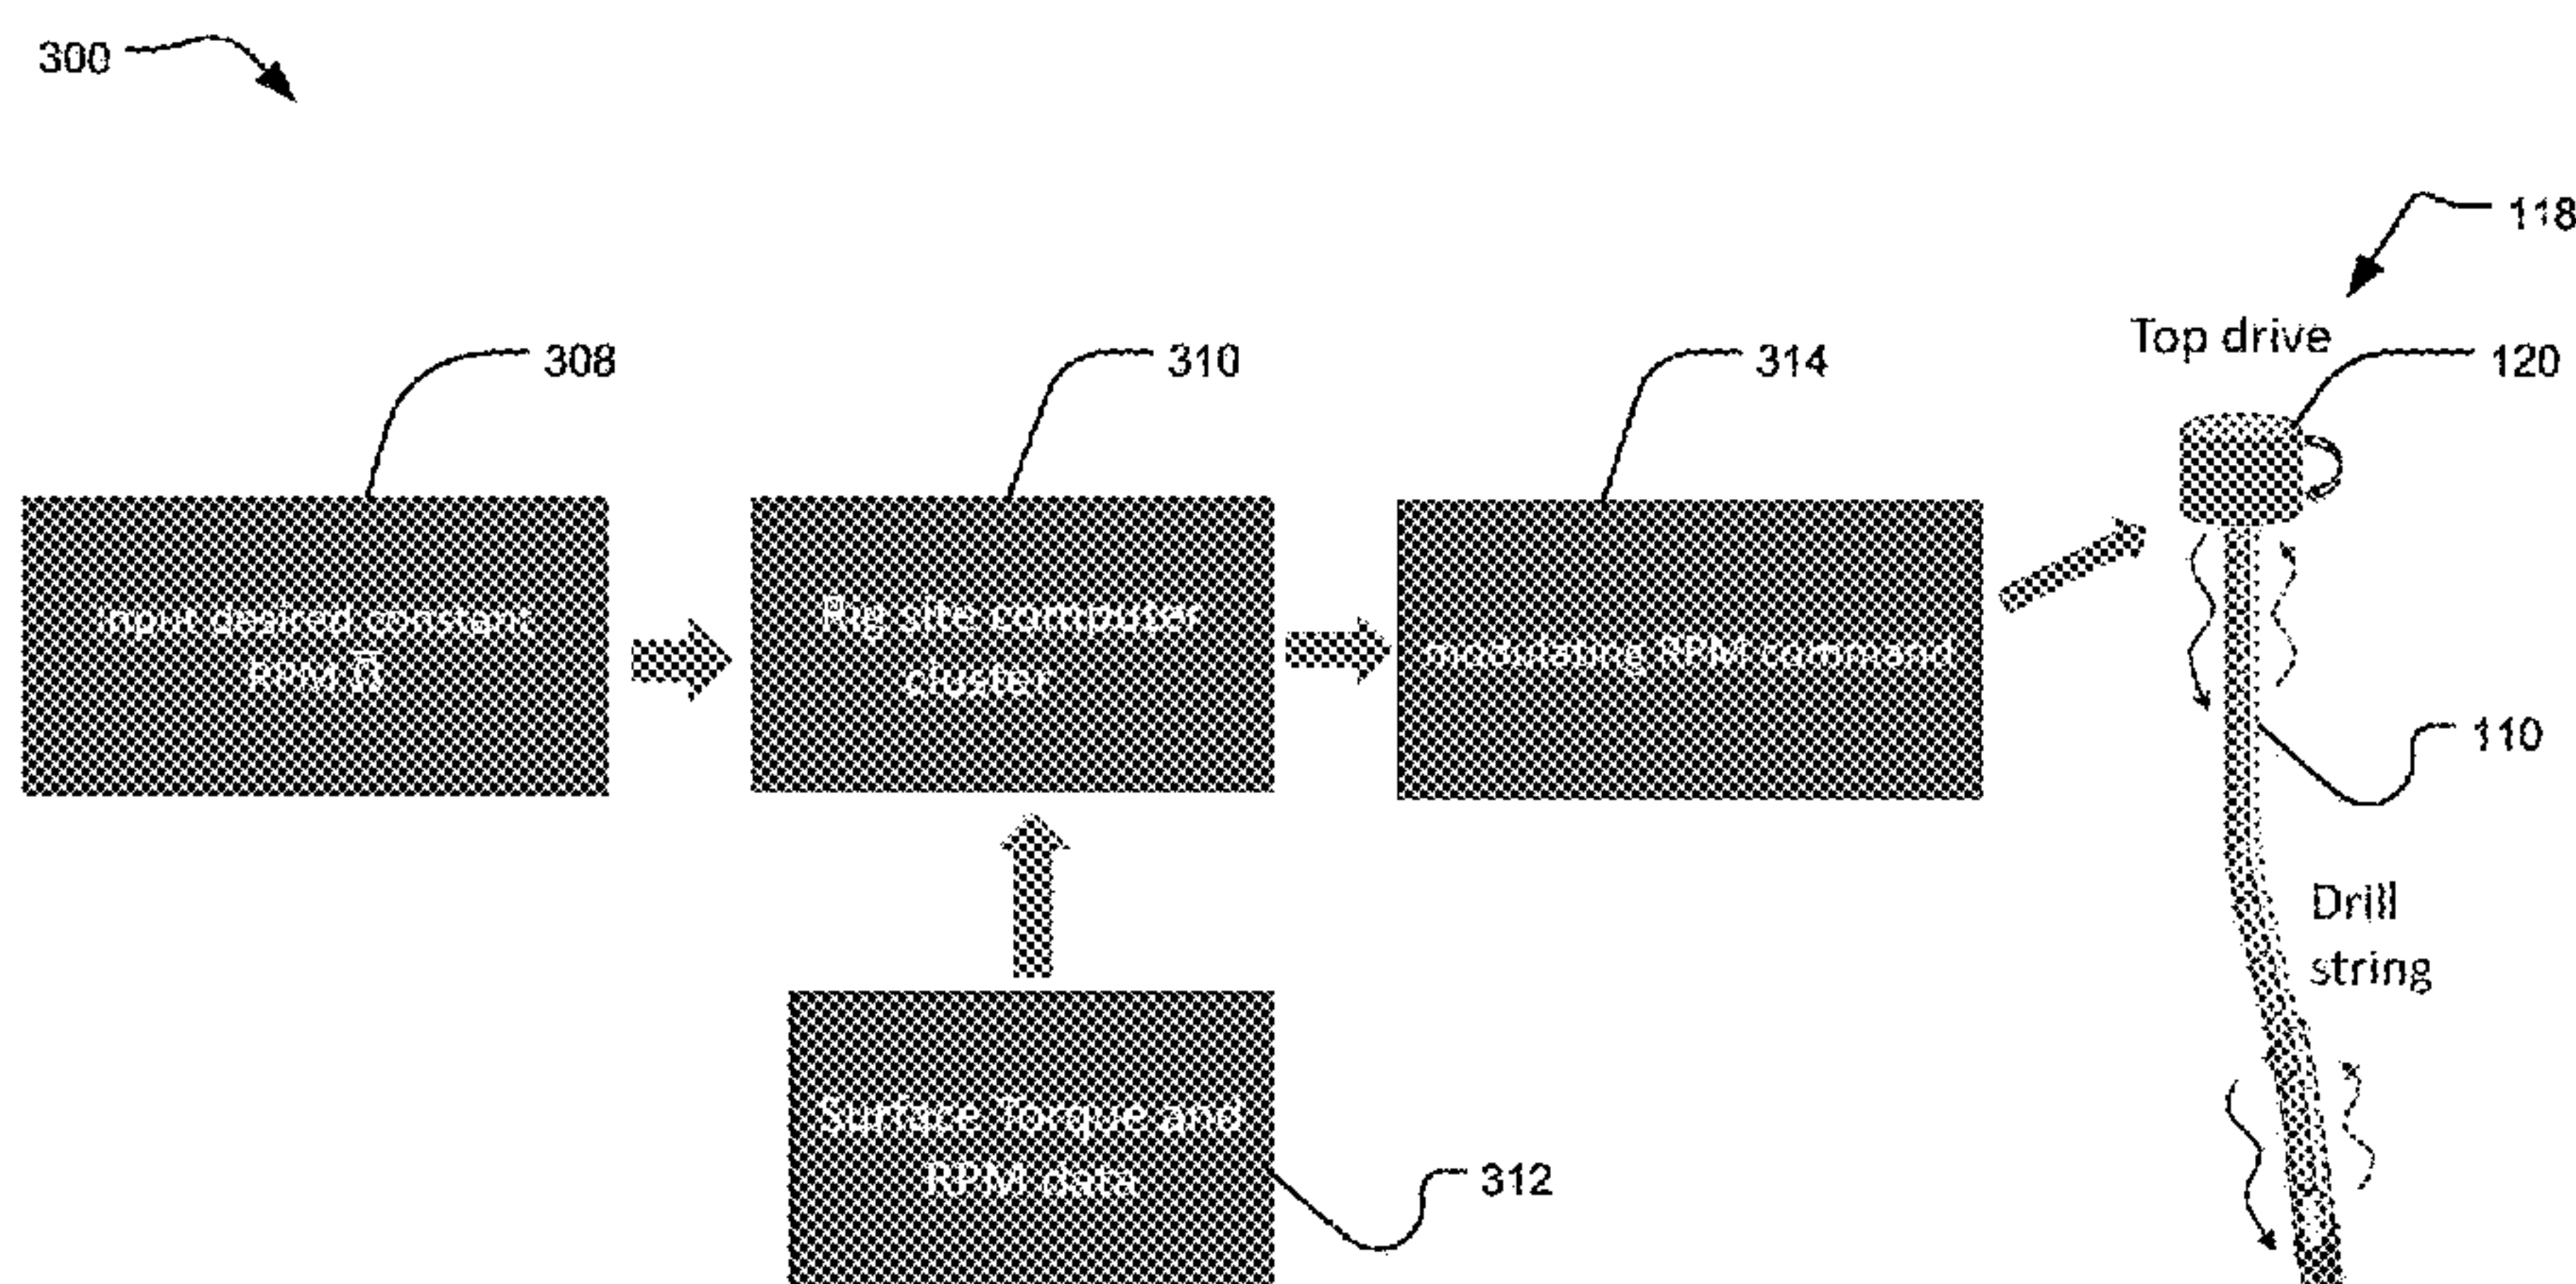 300
118
Top drive
308
310
314
120
Input desired constant
RPM Ω̅
Rig site computer
cluster
modulating RPM command
110
Drill
string
Surface Torque and
RPM data
312